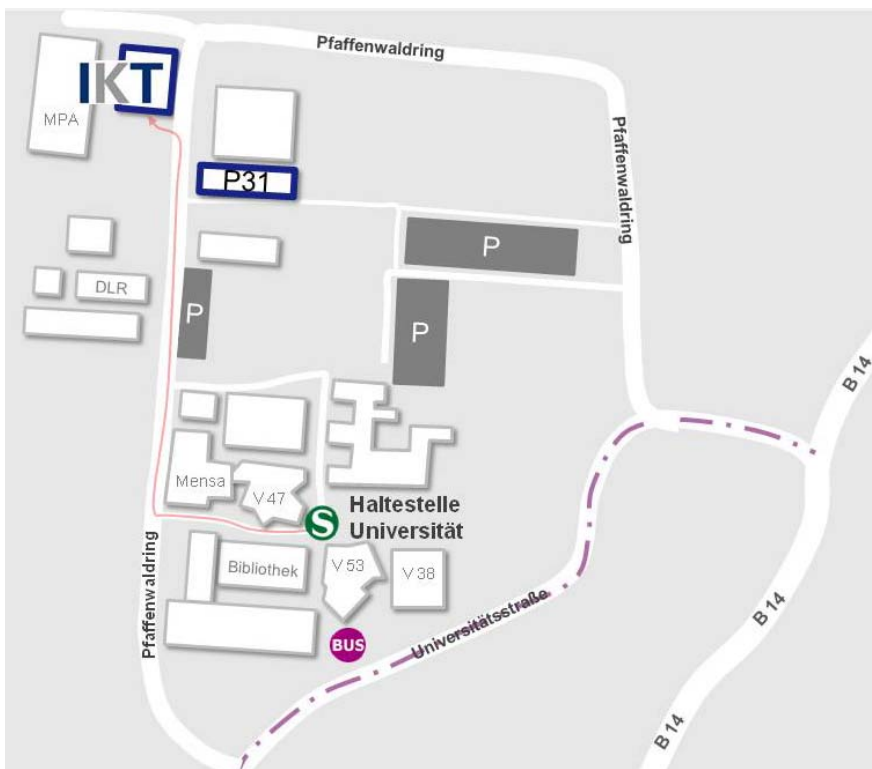 Pfaffenwaldring
IKT
MPA
P31
Pfaffenwaldring
P
DLR
P
P
B 14
Mensa
V 47
S
Haltestelle
Universität
Pfaffenwaldring
Bibliothek
V 53
V 38
Universitätsstraße
B 14
BUS
B 14